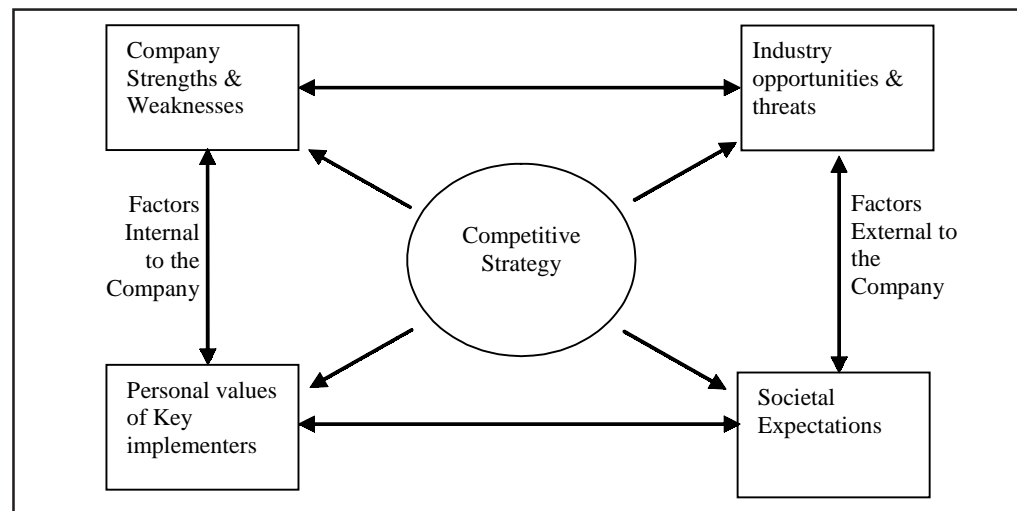 Company
Strengths &
Weaknesses
Industry
opportunities &
threats
Factors
Internal
to the
Company
Competitive
Strategy
Factors
External to
the
Company
Personal values
of Key
implementers
Societal
Expectations